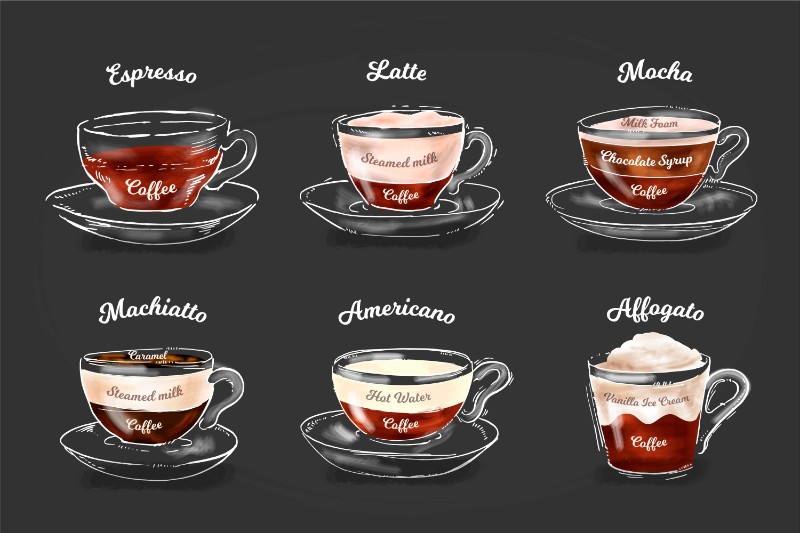 Espresso
Coffee
Latte
Steamed milk
Coffee
Mocha
Milk Foam
Chocolate Syrup
Coffee
Machiatto
Caramel
Steamed milk
Coffee
Americano
Hot Water
Coffee
Affogato
Vanilla Ice Cream
Coffee